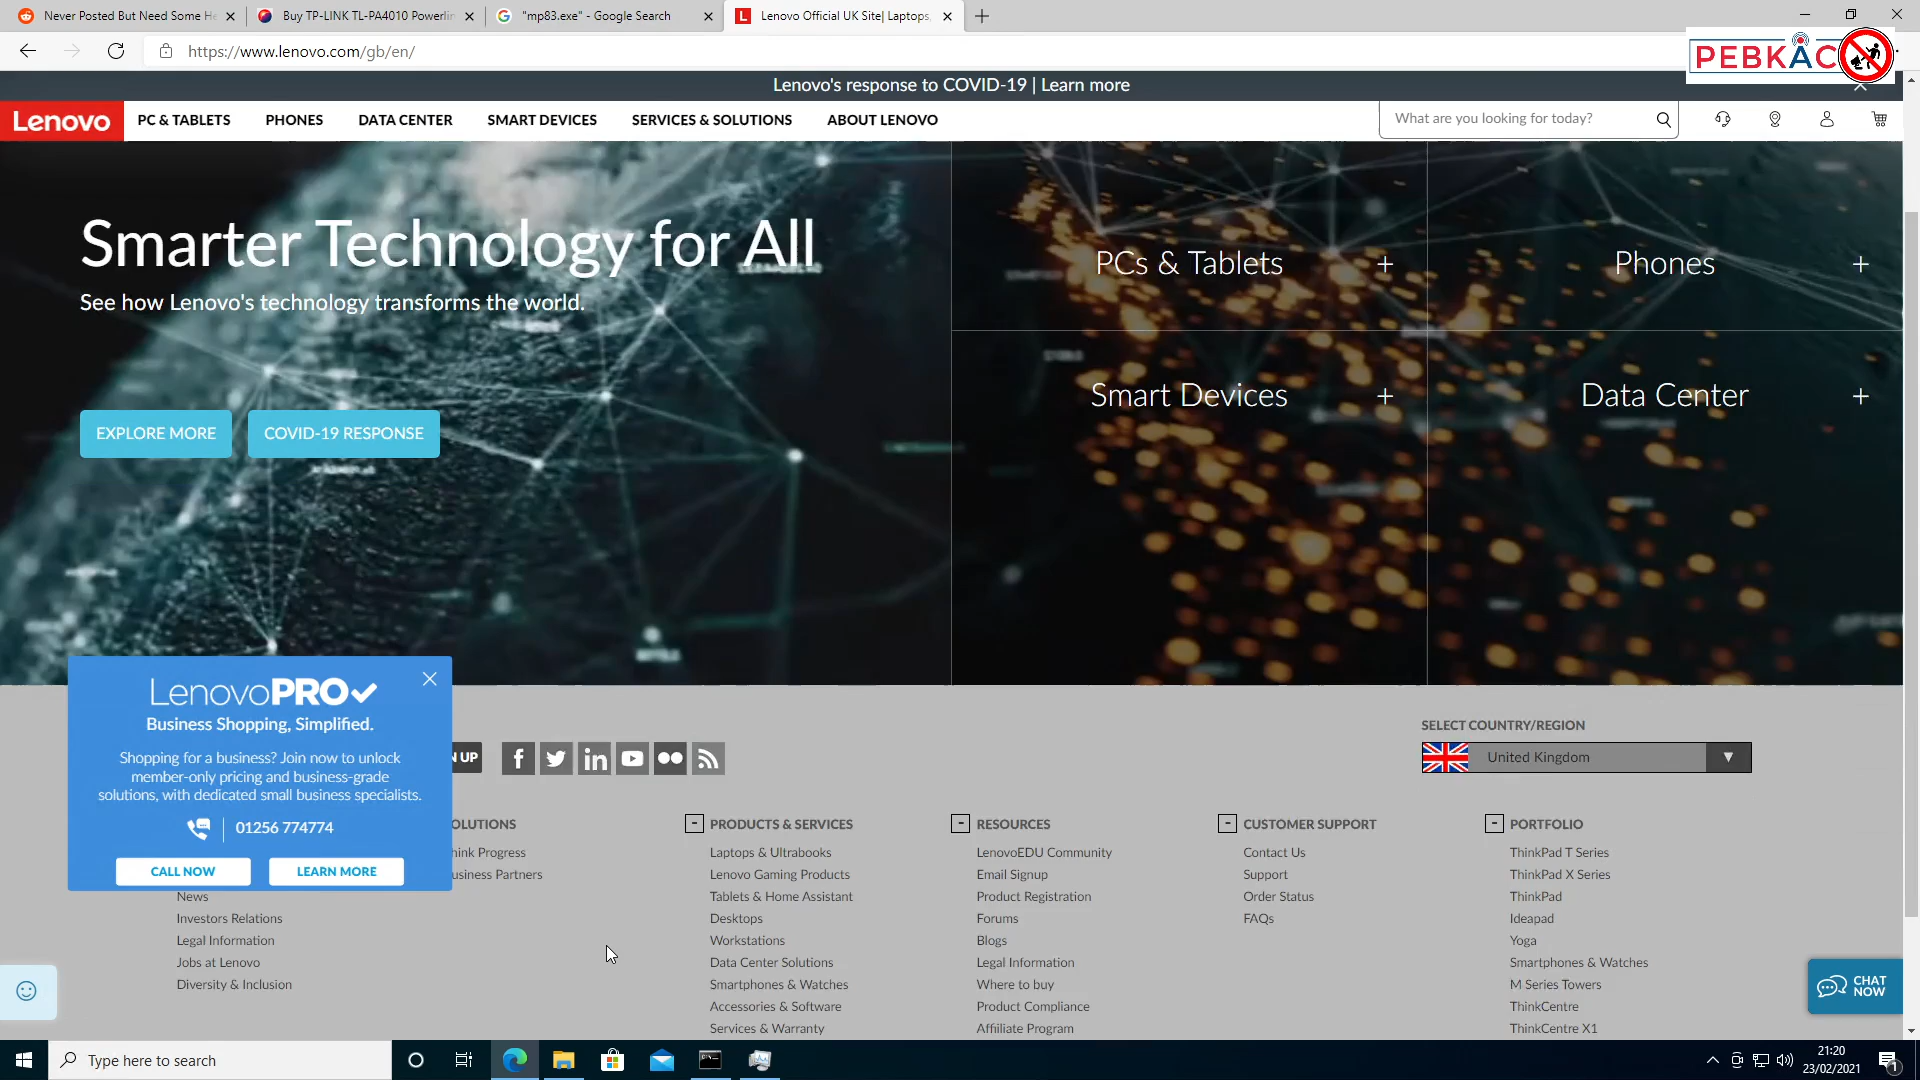 Never Posted But Need Some He
Buy TP-LINK TL-PA4010 Powerlin
"mp83.exe" - Google Search
Lenovo Official UK Site| Laptops,
https://www.lenovo.com/gb/en/
PEBKAC
Lenovo's response to COVID-19 | Learn more
Lenovo
PC & TABLETS
PHONES
DATA CENTER
SMART DEVICES
SERVICES & SOLUTIONS
ABOUT LENOVO
What are you looking for today?
Smarter Technology for All
See how Lenovo's technology transforms the world.
EXPLORE MORE
COVID-19 RESPONSE
PCs & Tablets
Phones
Smart Devices
Data Center
LenovoPRO
Business Shopping, Simplified.
Shopping for a business? Join now to unlock
member-only pricing and business-grade
solutions, with dedicated small business specialists.
01256 774774
CALL NOW
LEARN MORE
N UP
SELECT COUNTRY/REGION
United Kingdom
News
Investors Relations
Legal Information
Jobs at Lenovo
Diversity & Inclusion
OLUTIONS
hink Progress
usiness Partners
PRODUCTS & SERVICES
Laptops & Ultrabooks
Lenovo Gaming Products
Tablets & Home Assistant
Desktops
Workstations
Data Center Solutions
Smartphones & Watches
Accessories & Software
Services & Warranty
RESOURCES
LenovoEDU Community
Email Signup
Product Registration
Forums
Blogs
Legal Information
Where to buy
Product Compliance
Affiliate Program
CUSTOMER SUPPORT
Contact Us
Support
Order Status
FAQs
PORTFOLIO
ThinkPad T Series
ThinkPad X Series
ThinkPad
Ideapad
Yoga
Smartphones & Watches
M Series Towers
ThinkCentre
ThinkCentre X1
CHAT
NOW
Type here to search
21:20
23/02/2021
1